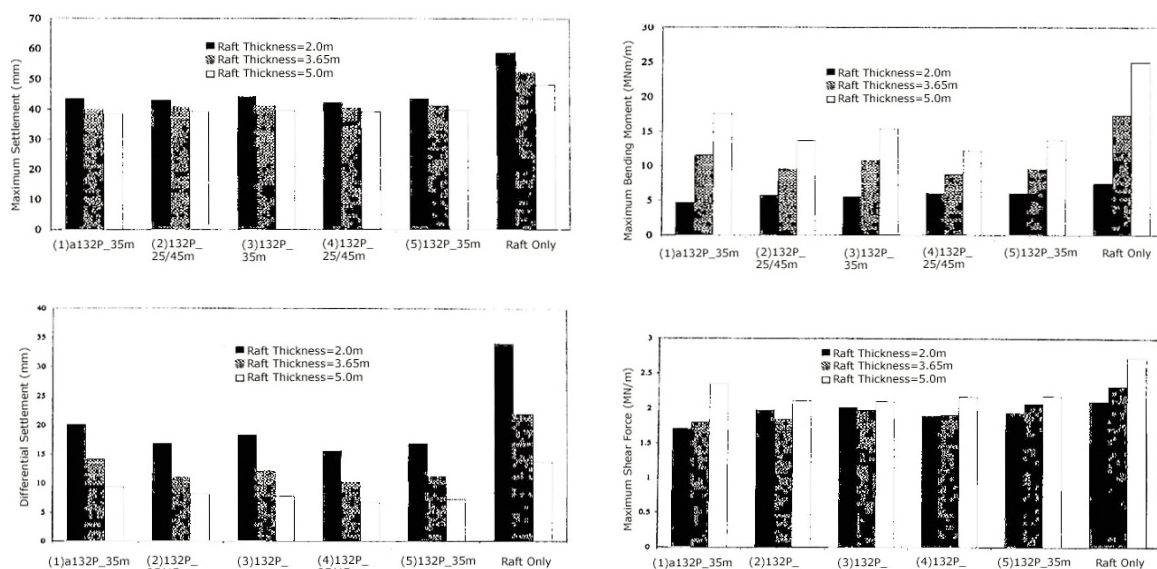 70
60
50
40
30
20
10
0
Maximum Settlement (mm)
Raft Thickness=2.0m
Raft Thickness=3.65m
Raft Thickness=5.0m
(1)a132P_35m
(2)132P_
25/45m
(3)132P_
35m
(4)132P_
25/45m
(5)132P_35m
Raft Only
30
25
20
15
10
5
0
Maximum Bending Moment (MNm/m)
Raft Thickness=2.0m
Raft Thickness=3.65m
Raft Thickness=5.0m
(1)a132P_35m
(2)132P_
25/45m
(3)132P_
35m
(4)132P_
25/45m
(5)132P_35m
Raft Only
40
35
30
25
20
15
10
5
0
Differential Settlement (mm)
Raft Thickness=2.0m
Raft Thickness=3.65m
Raft Thickness=5.0m
(1)a132P_35m
(2)132P_
(3)132P_
(4)132P_
(5)132P_35m
Raft Only
3
2.5
2
1.5
1
0.5
0
Maximum Shear Force (MN/m)
Raft Thickness=2.0m
Raft Thickness=3.65m
Raft Thickness=5.0m
(1)a132P_35m
(2)132P_
(3)132P_
(4)132P_
(5)132P_35m
Raft Only